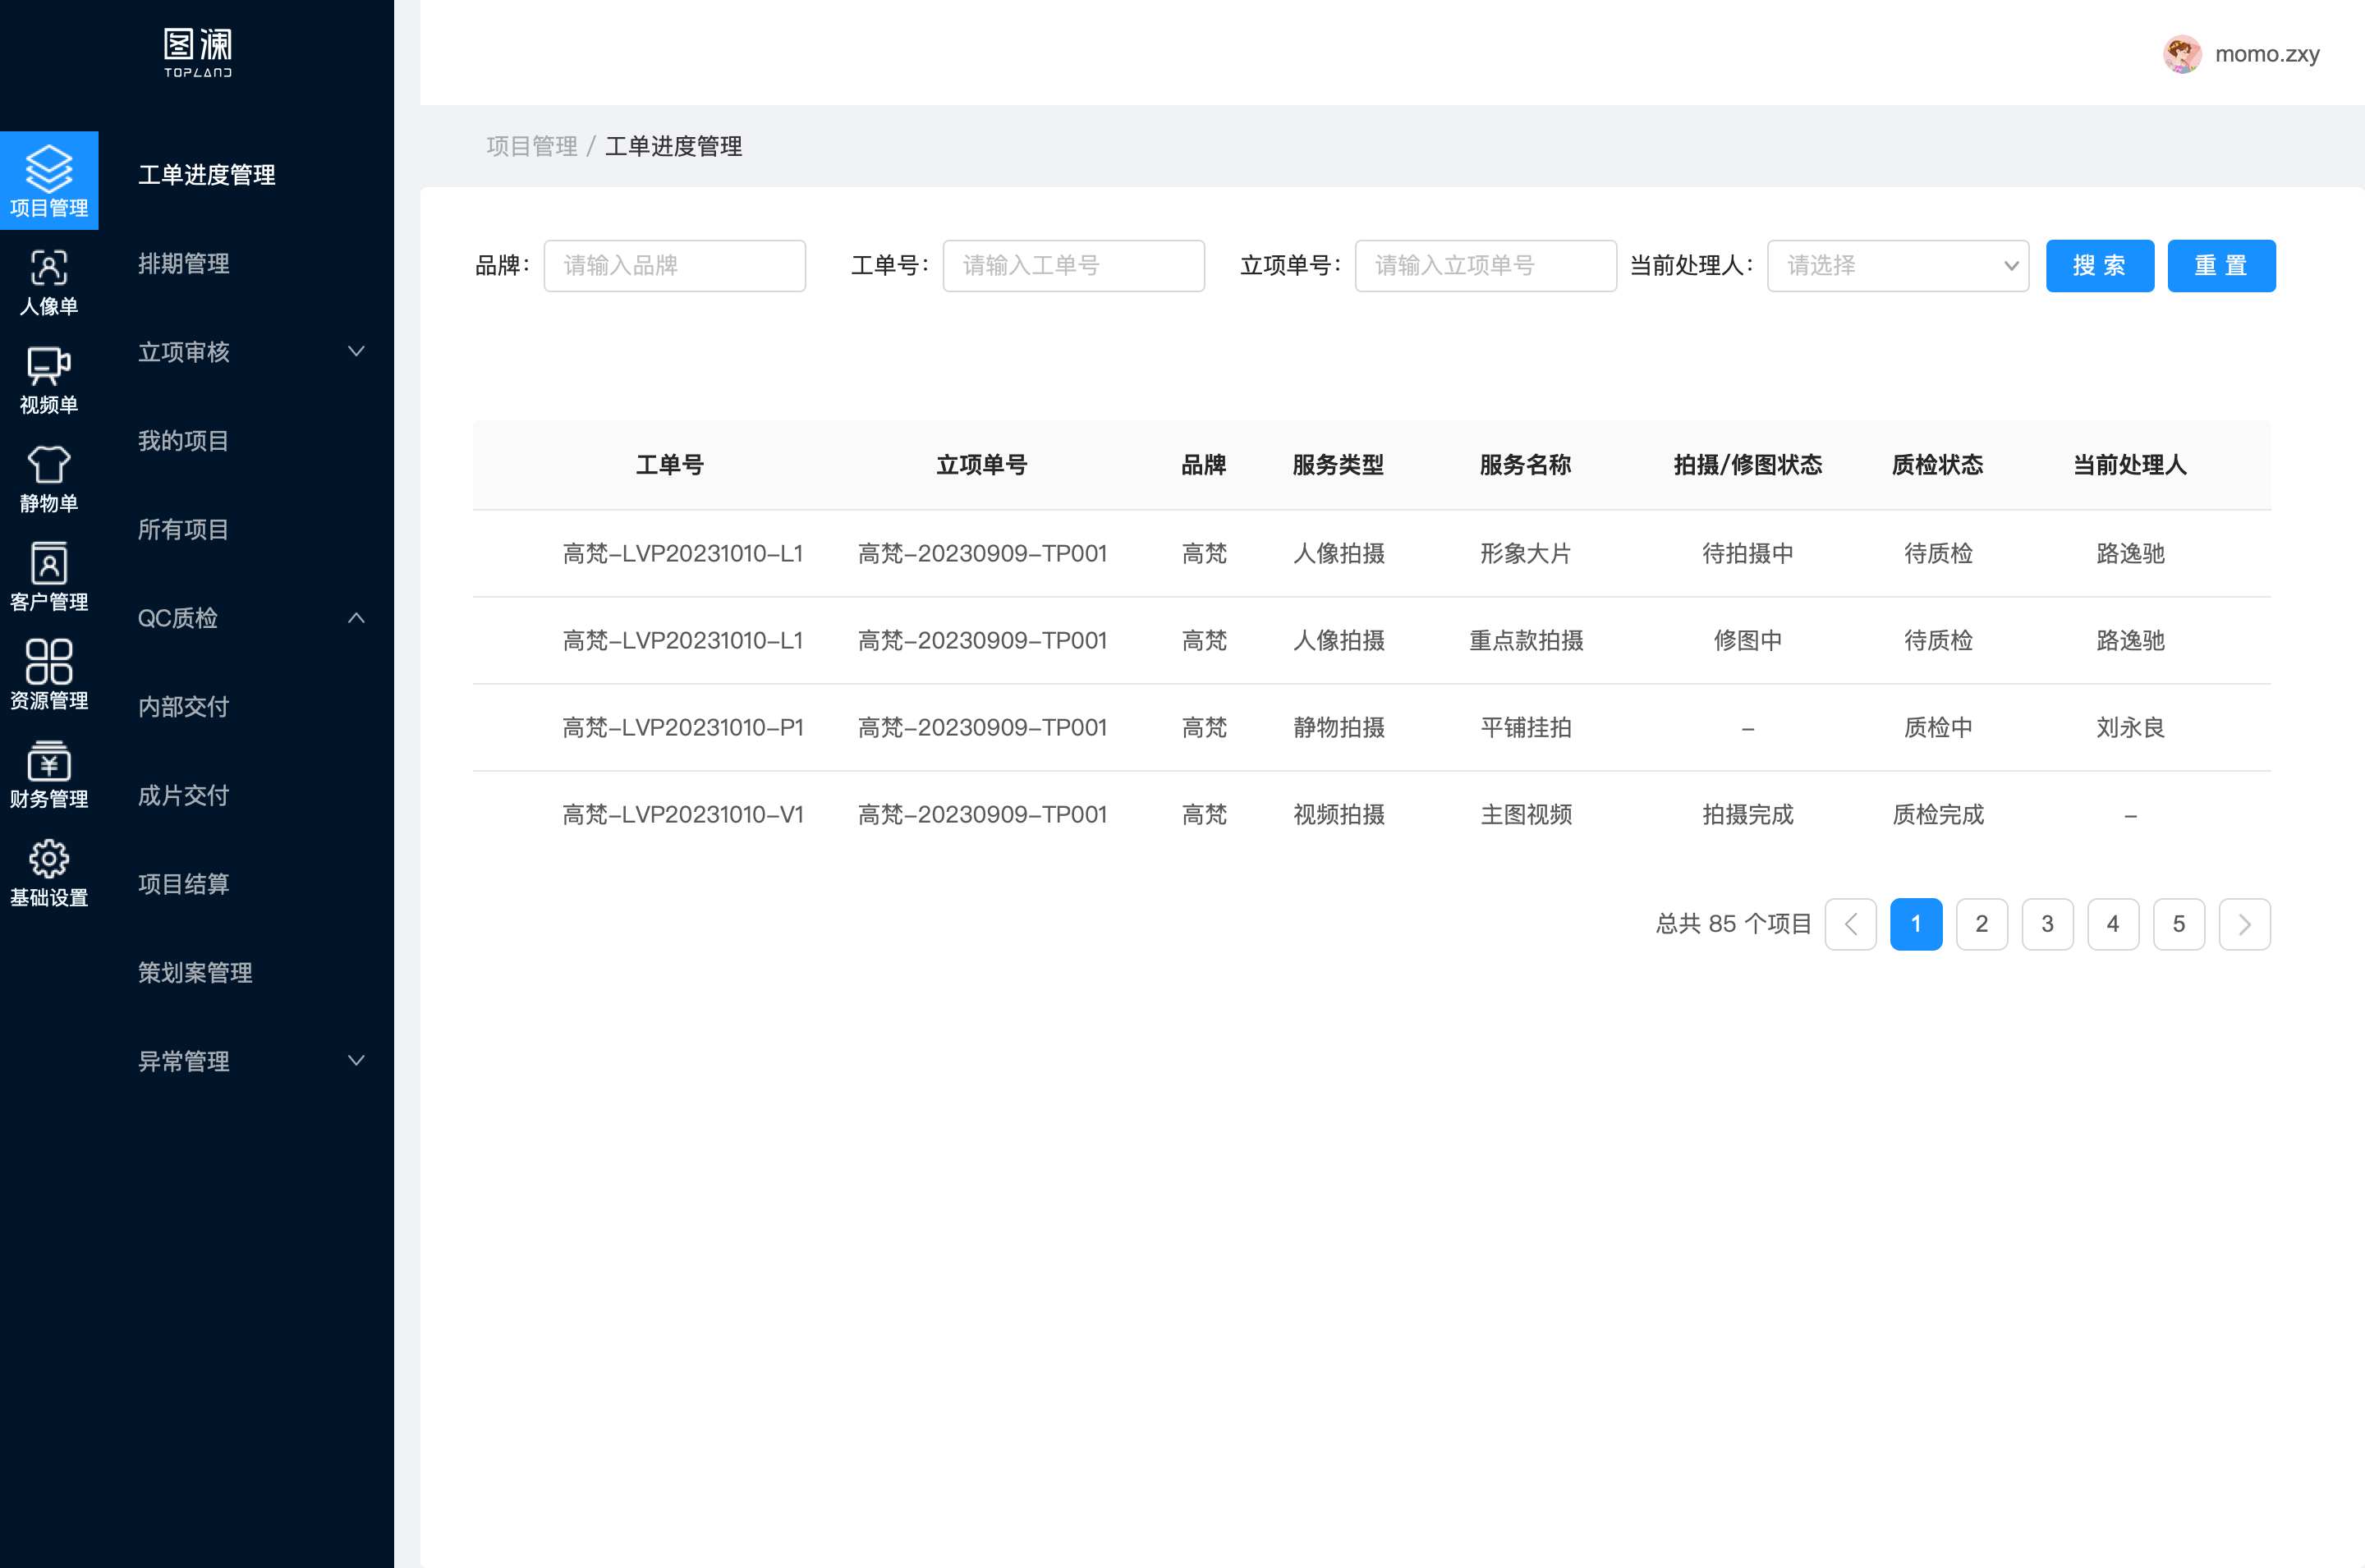 图澜
TOPLAND
momo.zxy
项目管理
人像单
视频单
静物单
客户管理
资源管理
财务管理
基础设置
工单进度管理
排期管理
立项审核
我的项目
所有项目
QC质检
内部交付
成片交付
项目结算
策划案管理
异常管理
项目管理 / 工单进度管理
品牌： 请输入品牌 工单号： 请输入工单号 立项单号： 请输入立项单号 当前处理人： 请选择 搜 索 重 置
工单号 立项单号 品牌 服务类型 服务名称 拍摄/修图状态 质检状态 当前处理人
高梵-LVP20231010-L1 高梵-20230909-TP001 高梵 人像拍摄 形象大片 待拍摄中 待质检 路逸驰
高梵-LVP20231010-L1 高梵-20230909-TP001 高梵 人像拍摄 重点款拍摄 修图中 待质检 路逸驰
高梵-LVP20231010-P1 高梵-20230909-TP001 高梵 静物拍摄 平铺挂拍 - 质检中 刘永良
高梵-LVP20231010-V1 高梵-20230909-TP001 高梵 视频拍摄 主图视频 拍摄完成 质检完成 -
总共 85 个项目 1 2 3 4 5